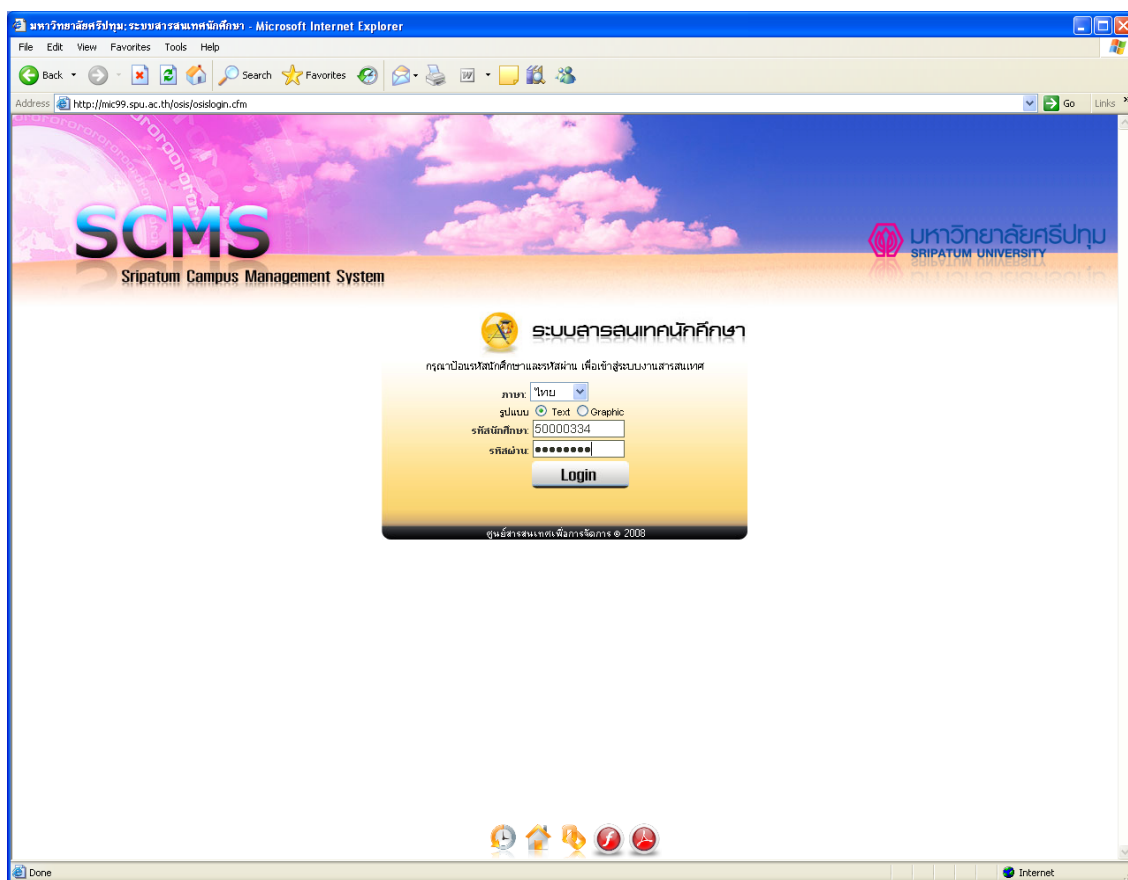 มหาวิทยาลัยศรีปทุม: ระบบสารสนเทศนักศึกษา - Microsoft Internet Explorer
File Edit View Favorites Tools Help
Back Search Favorites
Address http://mic99.spu.ac.th/osis/osislogin.cfm Go Links
SCMS
Sripatum Campus Management System
มหาวิทยาลัยศรีปทุม
SRIPATUM UNIVERSITY
ระบบสารสนเทศนักศึกษา
กรุณาป้อนรหัสนักศึกษาและรหัสผ่าน เพื่อเข้าสู่ระบบงานสารสนเทศ
ภาษา: ไทย
รูปแบบ Text Graphic
รหัสนักศึกษา: 50000334
รหัสผ่าน: ●●●●●●●●
Login
ศูนย์สารสนเทศเพื่อการจัดการ © 2008
Done Internet